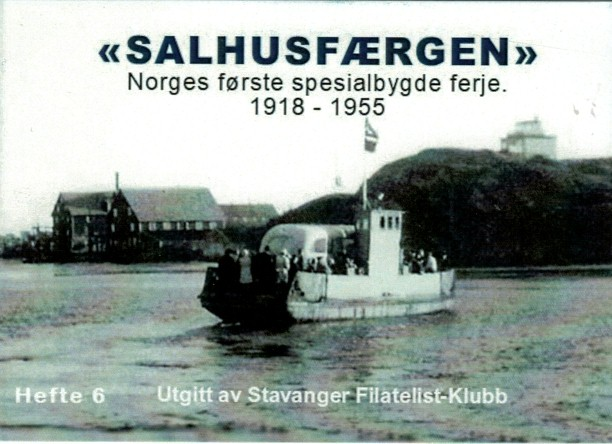 «SALHUSFÆRGEN»
Norges første spesialbygde ferje.
1918 - 1955
Hefte 6
Utgitt av Stavanger Filatelist-Klubb